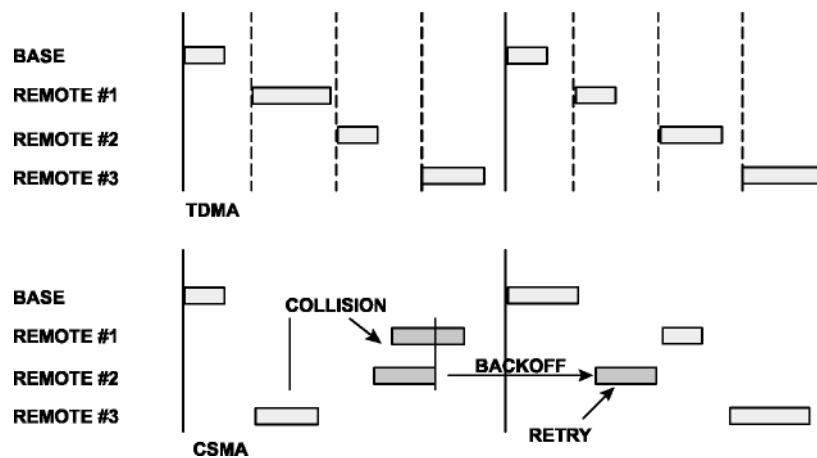 BASE
REMOTE #1
REMOTE #2
REMOTE #3
TDMA
BASE
COLLISION
REMOTE #1
REMOTE #2
BACKOFF
REMOTE #3
RETRY
CSMA